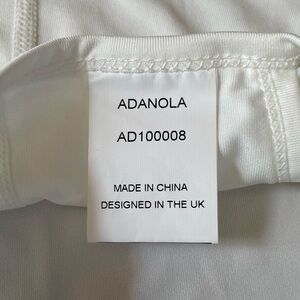 ADANOLA
AD100008
MADE IN CHINA
DESIGNED IN THE UK